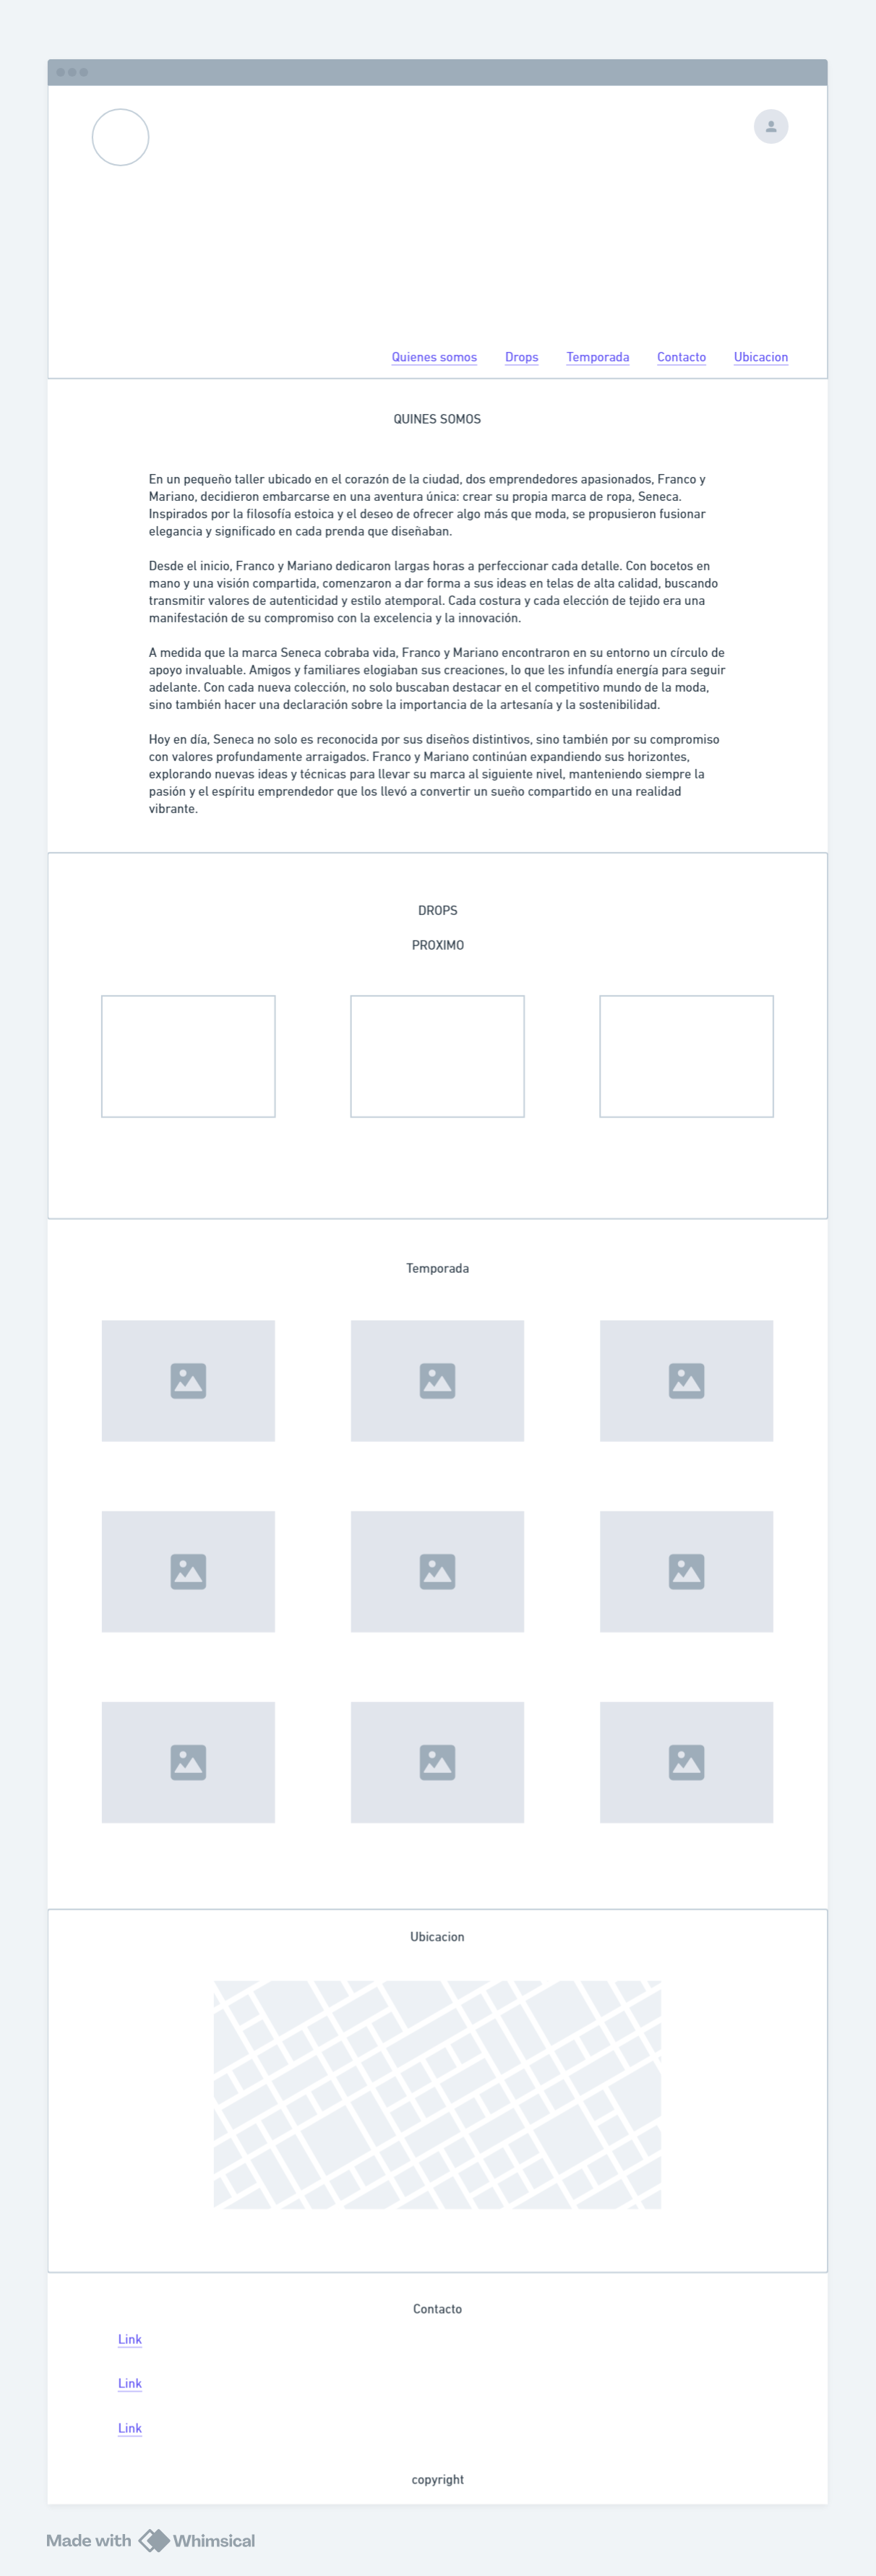 Quienes somos Drops Temporada Contacto Ubicacion
QUINES SOMOS
En un pequeño taller ubicado en el corazón de la ciudad, dos emprendedores apasionados, Franco y
Mariano, decidieron embarcarse en una aventura única: crear su propia marca de ropa, Seneca.
Inspirados por la filosofía estoica y el deseo de ofrecer algo más que moda, se propusieron fusionar
elegancia y significado en cada prenda que diseñaban.
Desde el inicio, Franco y Mariano dedicaron largas horas a perfeccionar cada detalle. Con bocetos en
mano y una visión compartida, comenzaron a dar forma a sus ideas en telas de alta calidad, buscando
transmitir valores de autenticidad y estilo atemporal. Cada costura y cada elección de tejido era una
manifestación de su compromiso con la excelencia y la innovación.
A medida que la marca Seneca cobraba vida, Franco y Mariano encontraron en su entorno un círculo de
apoyo invaluable. Amigos y familiares elogiaban sus creaciones, lo que les infundía energía para seguir
adelante. Con cada nueva colección, no solo buscaban destacar en el competitivo mundo de la moda,
sino también hacer una declaración sobre la importancia de la artesanía y la sostenibilidad.
Hoy en día, Seneca no solo es reconocida por sus diseños distintivos, sino también por su compromiso
con valores profundamente arraigados. Franco y Mariano continúan expandiendo sus horizontes,
explorando nuevas ideas y técnicas para llevar su marca al siguiente nivel, manteniendo siempre la
pasión y el espíritu emprendedor que los llevó a convertir un sueño compartido en una realidad
vibrante.
DROPS
PROXIMO
Temporada
Ubicacion
Contacto
Link
Link
Link
copyright
Made with Whimsical